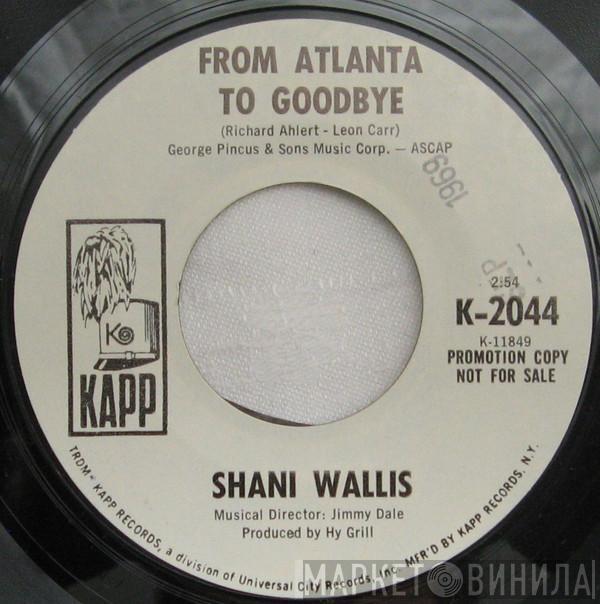 FROM ATLANTA
TO GOODBYE
(Richard Ahlert - Leon Carr)
George Pincus & Sons Music Corp. — ASCAP
1969
2:54
K-2044
K-11849
PROMOTION COPY
NOT FOR SALE
K
KAPP
SHANI WALLIS
Musical Director: Jimmy Dale
Produced by Hy Grill
TRDM- KAPP RECORDS, a division of Universal City Records, Inc. MFR'D BY KAPP RECORDS, N.Y.
МАРКЕТ ВИНИЛА